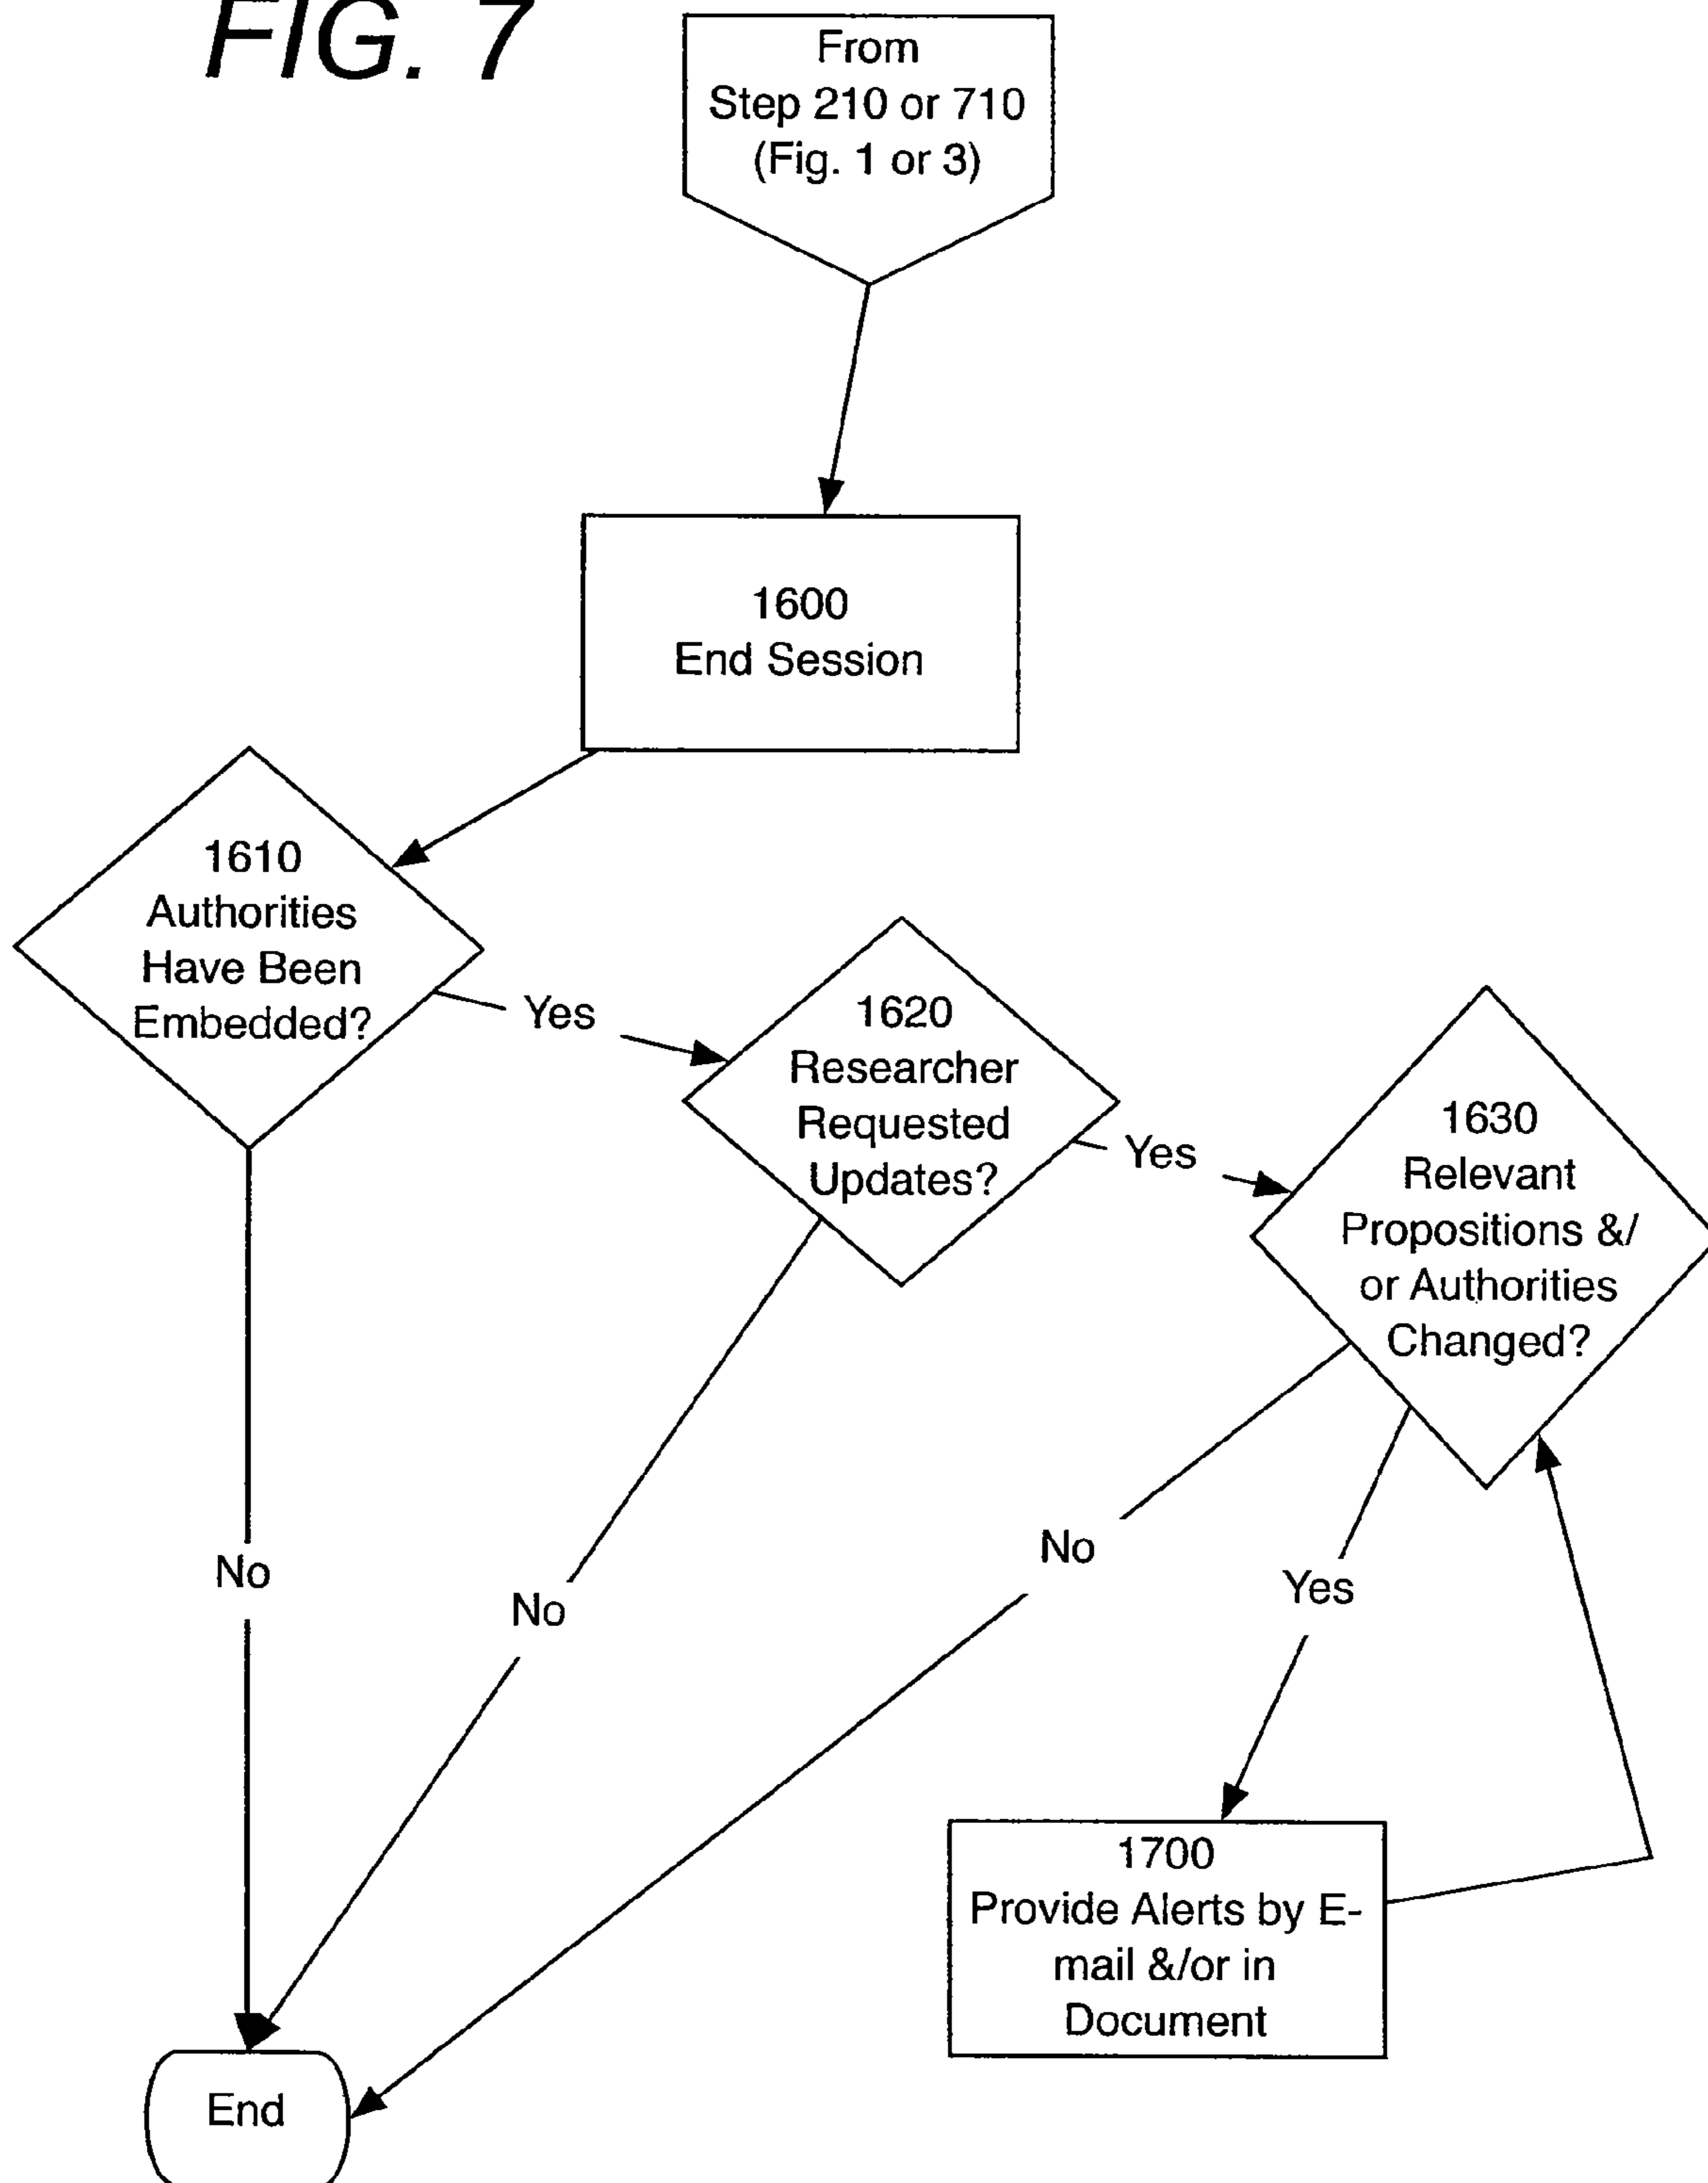 FIG. 7
From
Step 210 or 710
(Fig. 1 or 3)
1600
End Session
1610
Authorities
Have Been
Embedded?
Yes
1620
Researcher
Requested
Updates?
Yes
1630
Relevant
Propositions &/
or Authorities
Changed?
No
No
No
Yes
1700
Provide Alerts by E-
mail &/or in
Document
End